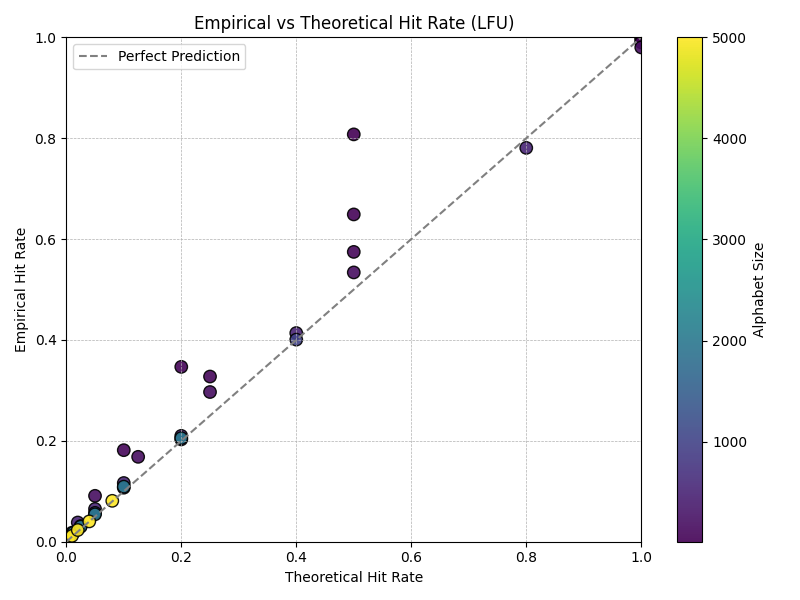 Empirical vs Theoretical Hit Rate (LFU)
Perfect Prediction
Empirical Hit Rate
1.0
0.8
0.6
0.4
0.2
0.0
0.0 0.2 0.4 0.6 0.8 1.0
Theoretical Hit Rate
5000
4000
3000
2000
1000
Alphabet Size